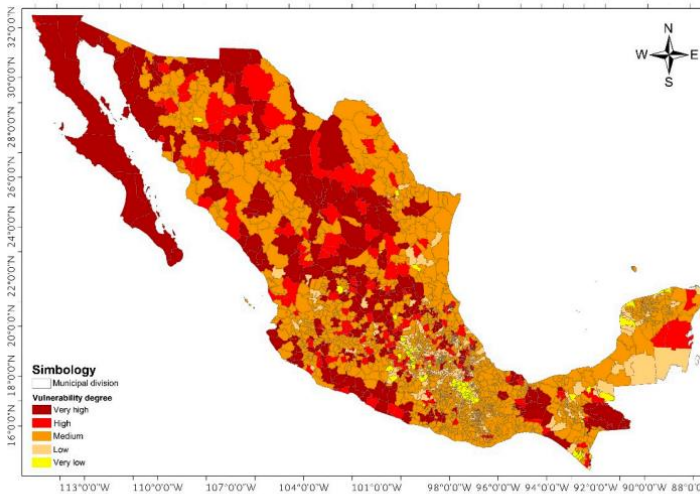 N
W E
S
32°0'0"N
30°0'0"N
28°0'0"N
26°0'0"N
24°0'0"N
22°0'0"N
20°0'0"N
18°0'0"N
16°0'0"N
Simbology
Municipal division
Vulnerability degree
Very high
High
Medium
Low
Very low
113°0'0"W 110°0'0"W 107°0'0"W 104°0'0"W 101°0'0"W 98°0'0"W 96°0'0"W 94°0'0"W 92°0'0"W 90°0'0"W 88°0'0"